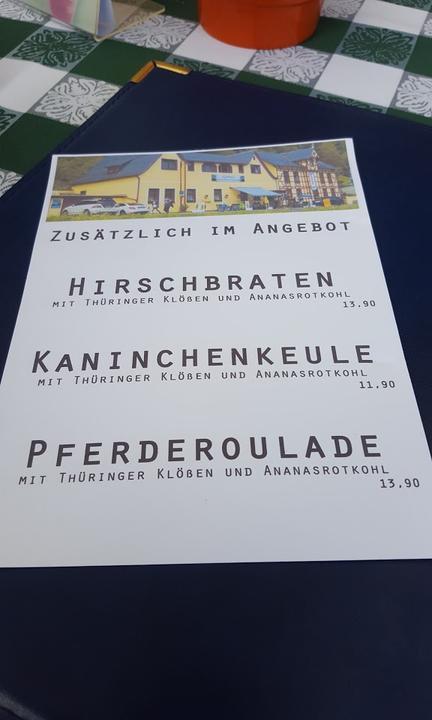 ZUSÄTZLICH IM ANGEBOT
HIRSCHBRATEN
MIT THÜRINGER KLÖßEN UND ANANASROTKOHL
13,90
KANINCHENKEULE
MIT THÜRINGER KLÖßEN UND ANANASROTKOHL
11,90
PFERDEROULADE
MIT THÜRINGER KLÖßEN UND ANANASROTKOHL
13,90